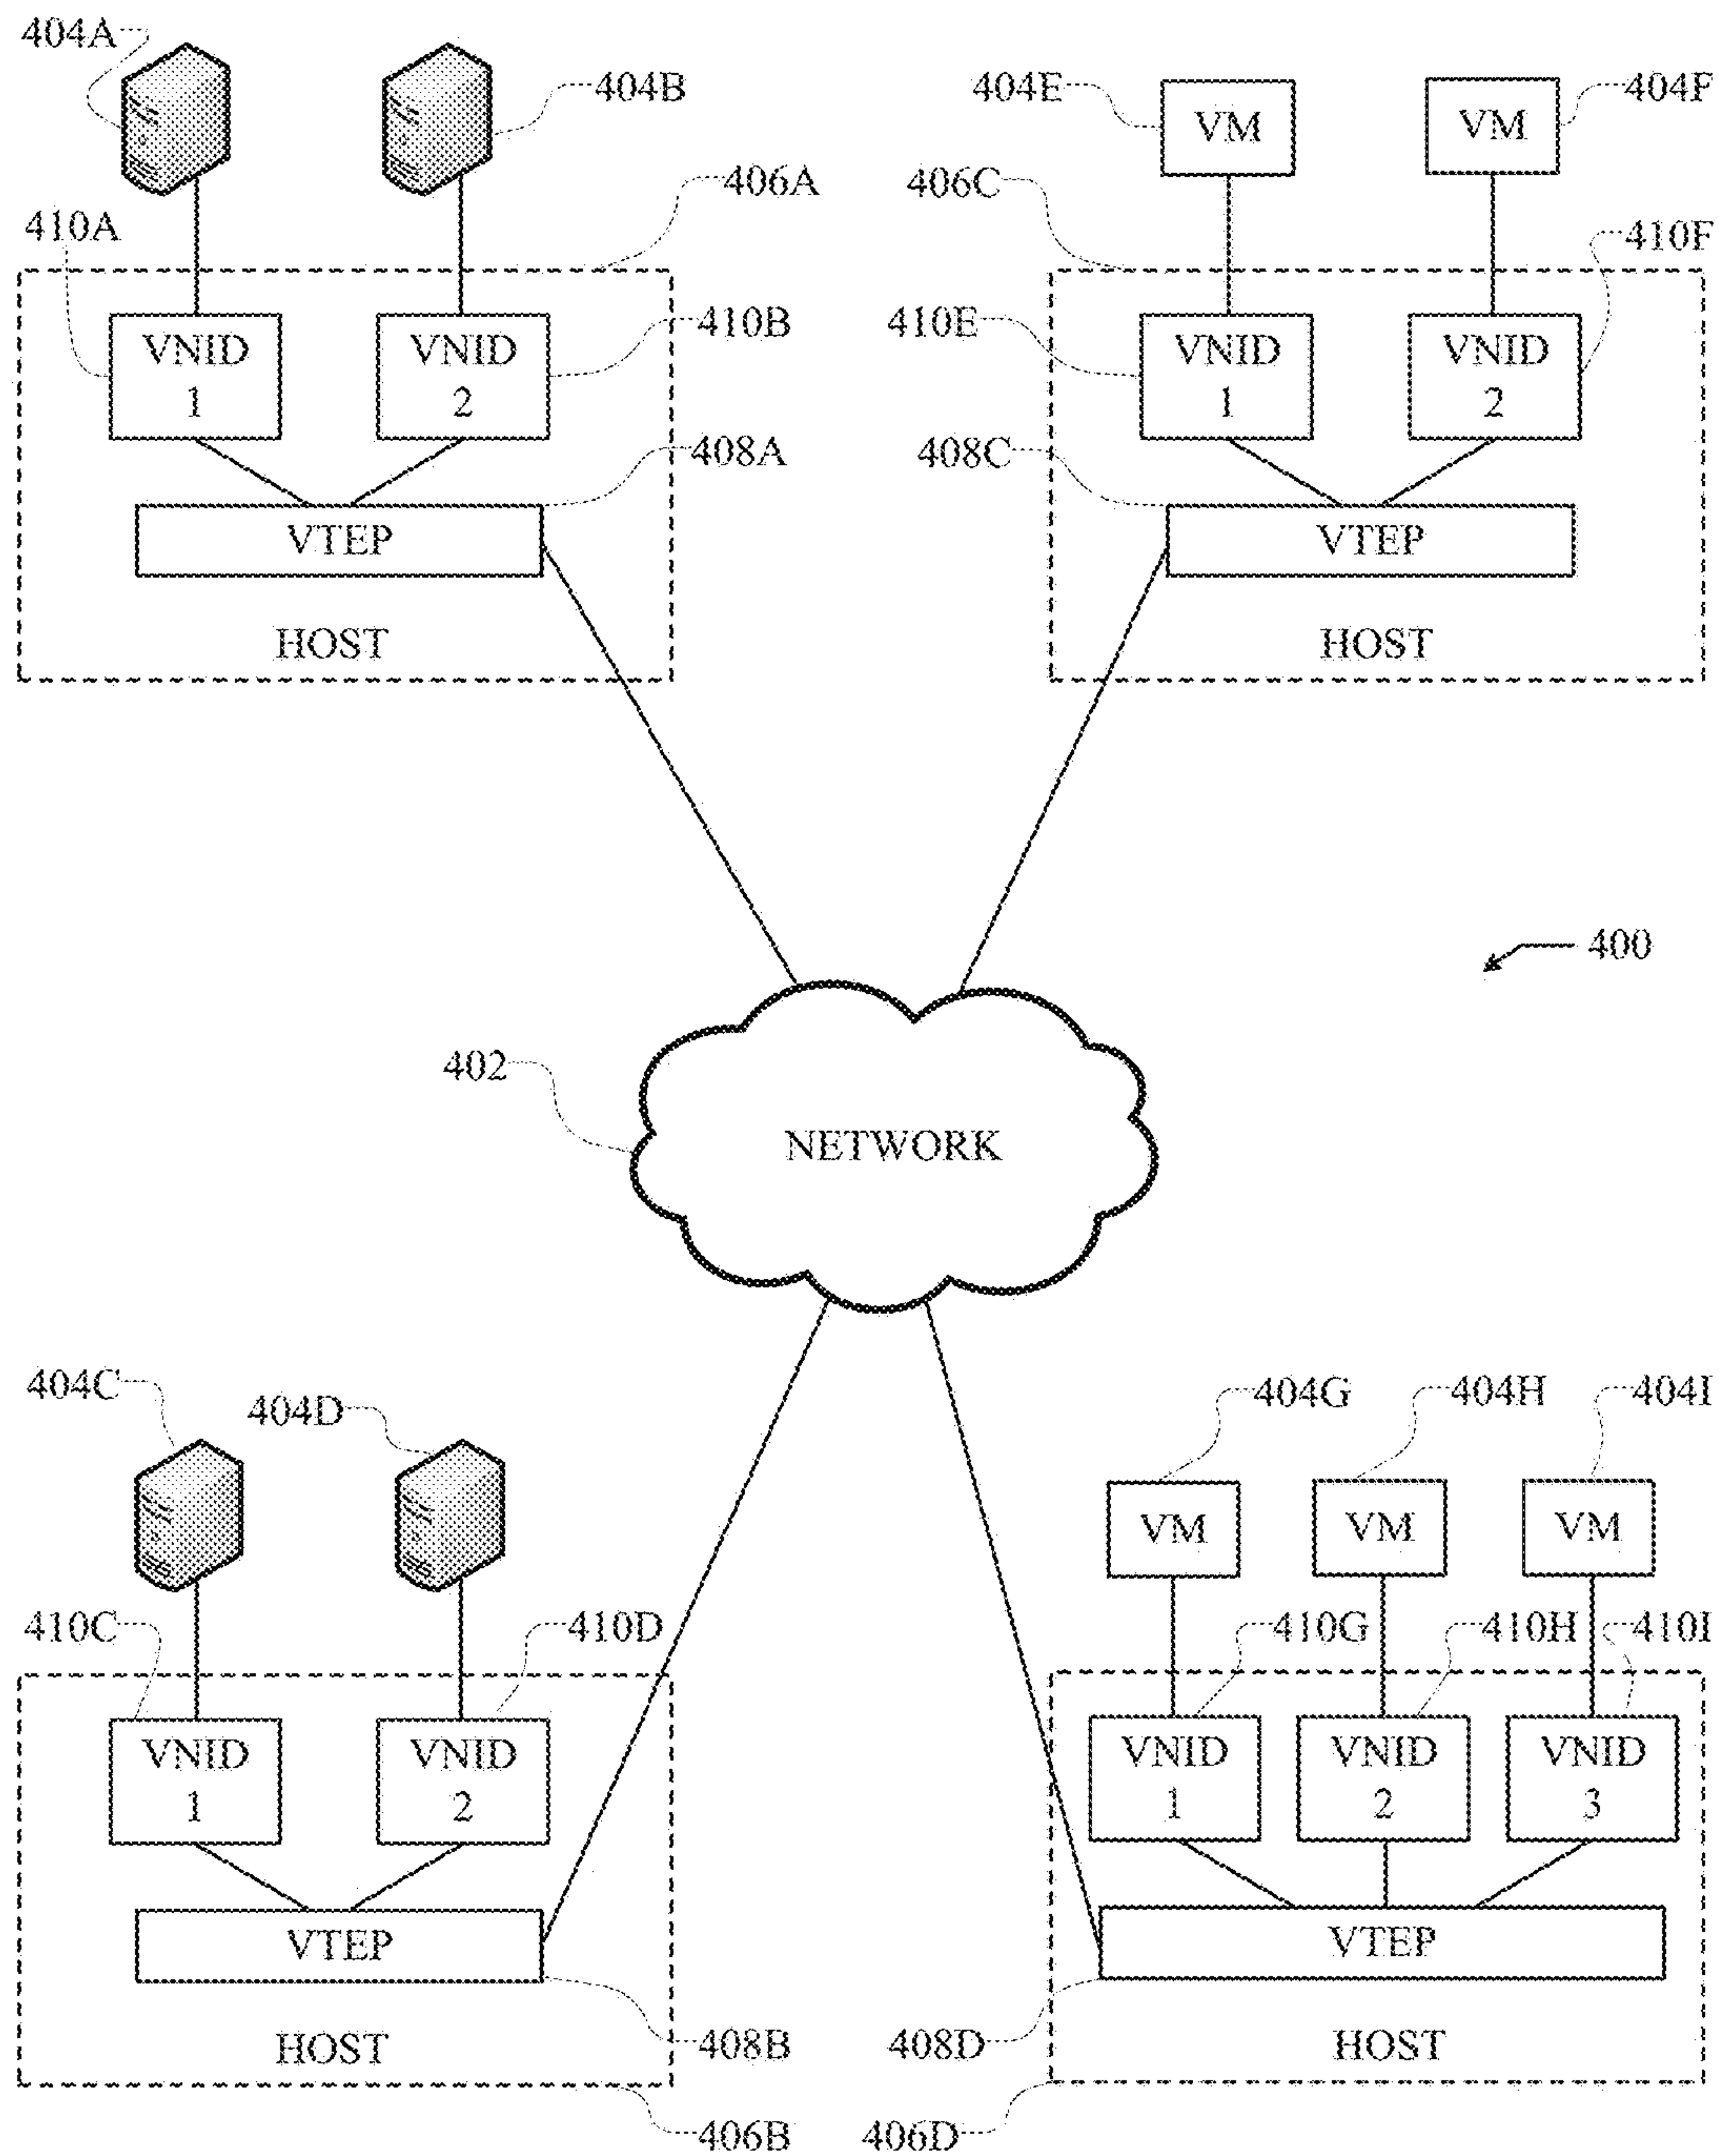 404A
404B
404E
VM
VM
404F
406A
406C
410A
410F
VNID
1
VNID
2
410B
410E
VNID
1
VNID
2
408A
408C
VTEP
VTEP
HOST
HOST
400
402
NETWORK
404C
404D
404G
404H
404I
VM
VM
VM
410C
410D
410G
410H
410I
VNID
1
VNID
2
VNID
1
VNID
2
VNID
3
VTEP
VTEP
HOST
408B
408D
HOST
406B
406D